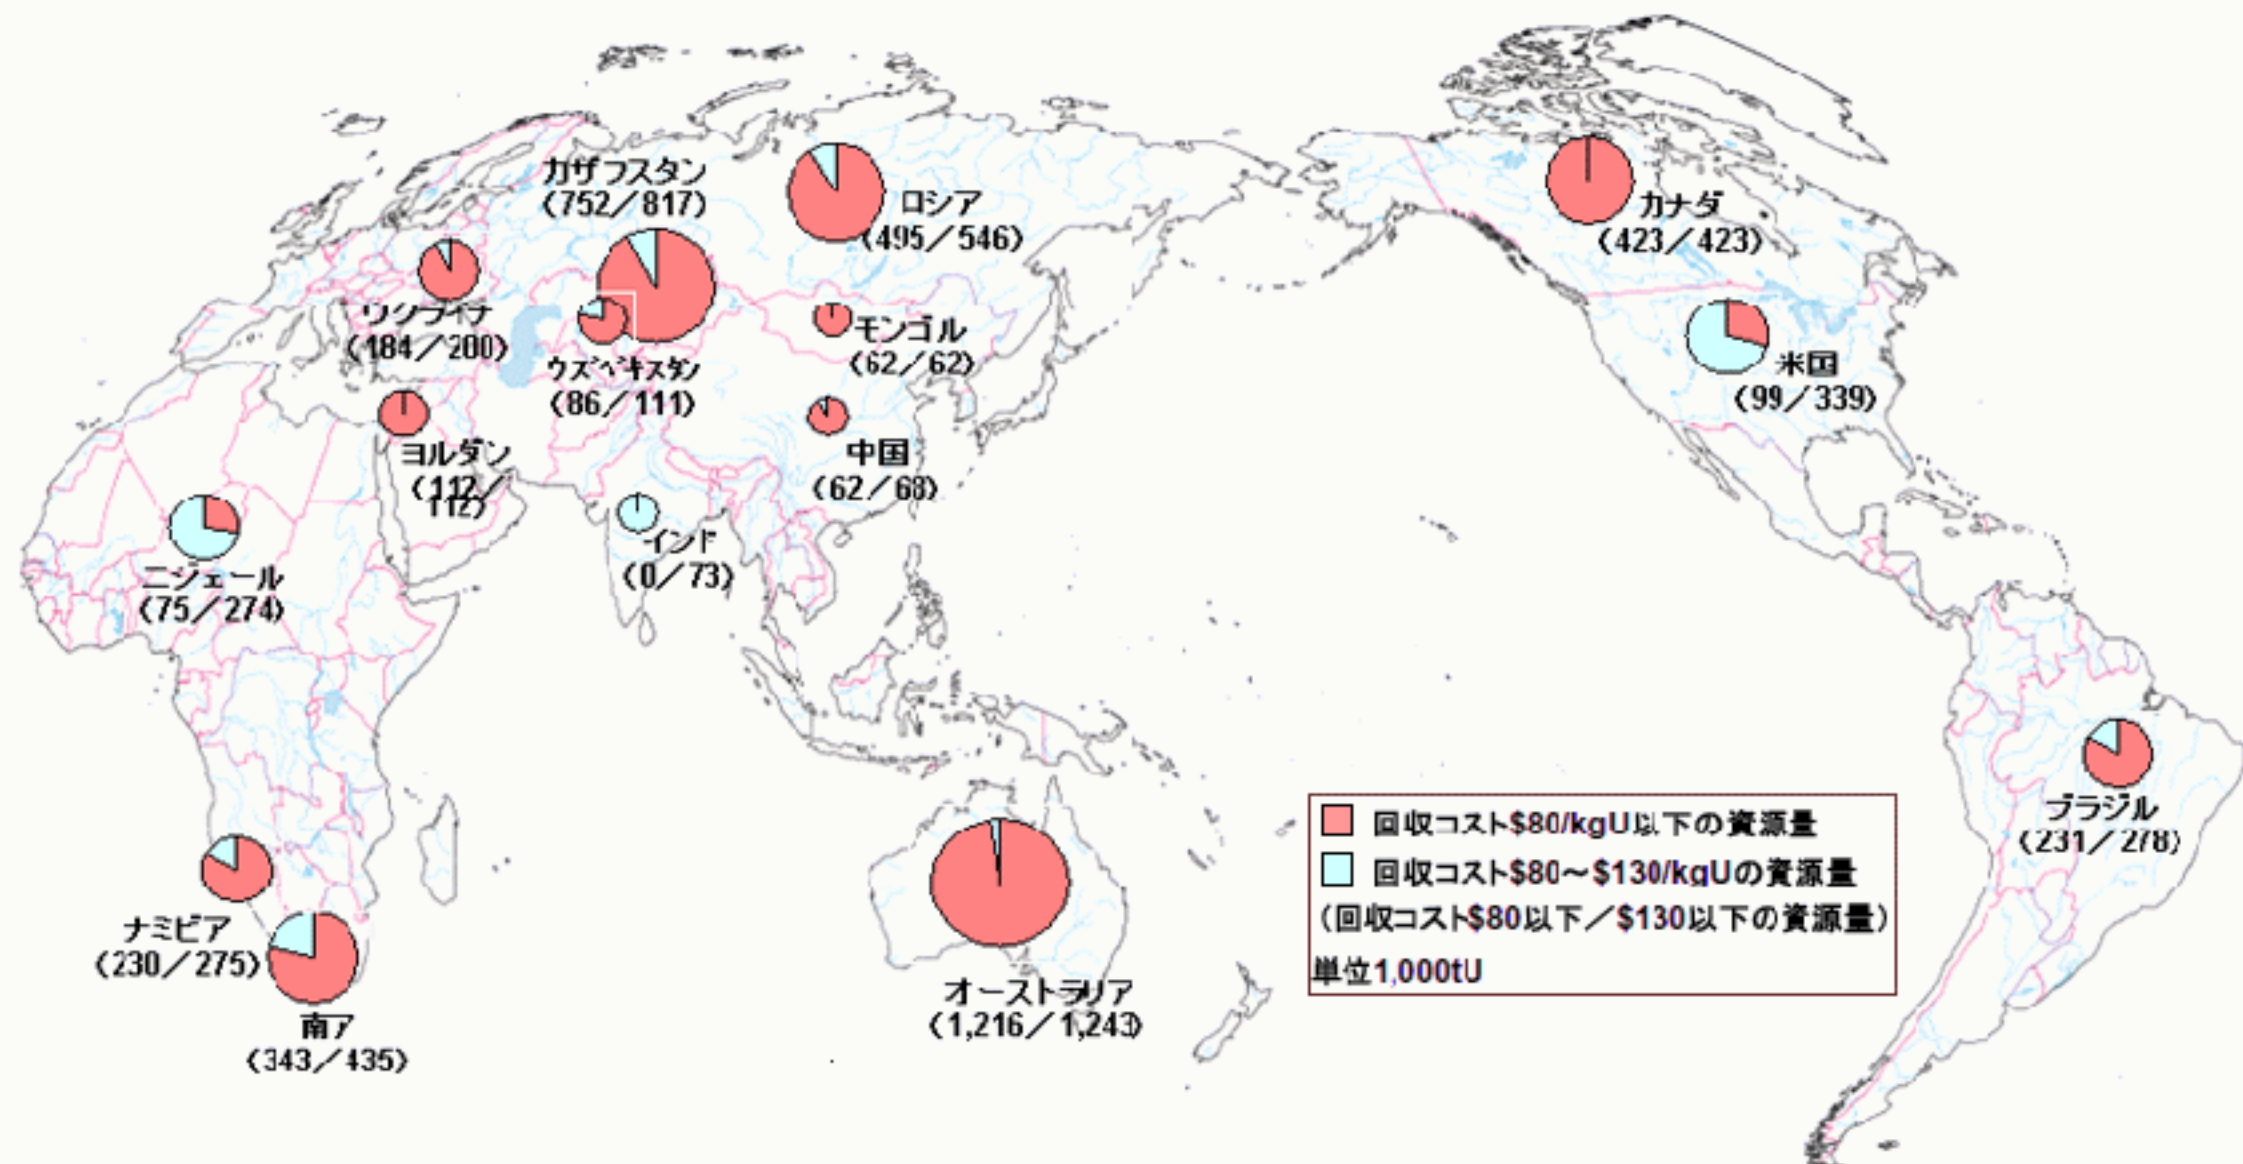 カザフスタン
(752／817)
ロシア
(495／546)
カナダ
(423／423)
ウクライナ
(184／200)
ウズベキスタン
(86／111)
モンゴル
(62／62)
米国
(99／339)
ヨルダン
(112／
112)
中国
(62／68)
インド
(0／73)
ニジェール
(75／274)
ナミビア
(230／275)
南ア
(343／435)
オーストラリア
(1,216／1,243)
ブラジル
(231／278)
回収コスト$80/kgU以下の資源量
回収コスト$80～$130/kgUの資源量
（回収コスト$80以下／$130以下の資源量）
単位1,000tU